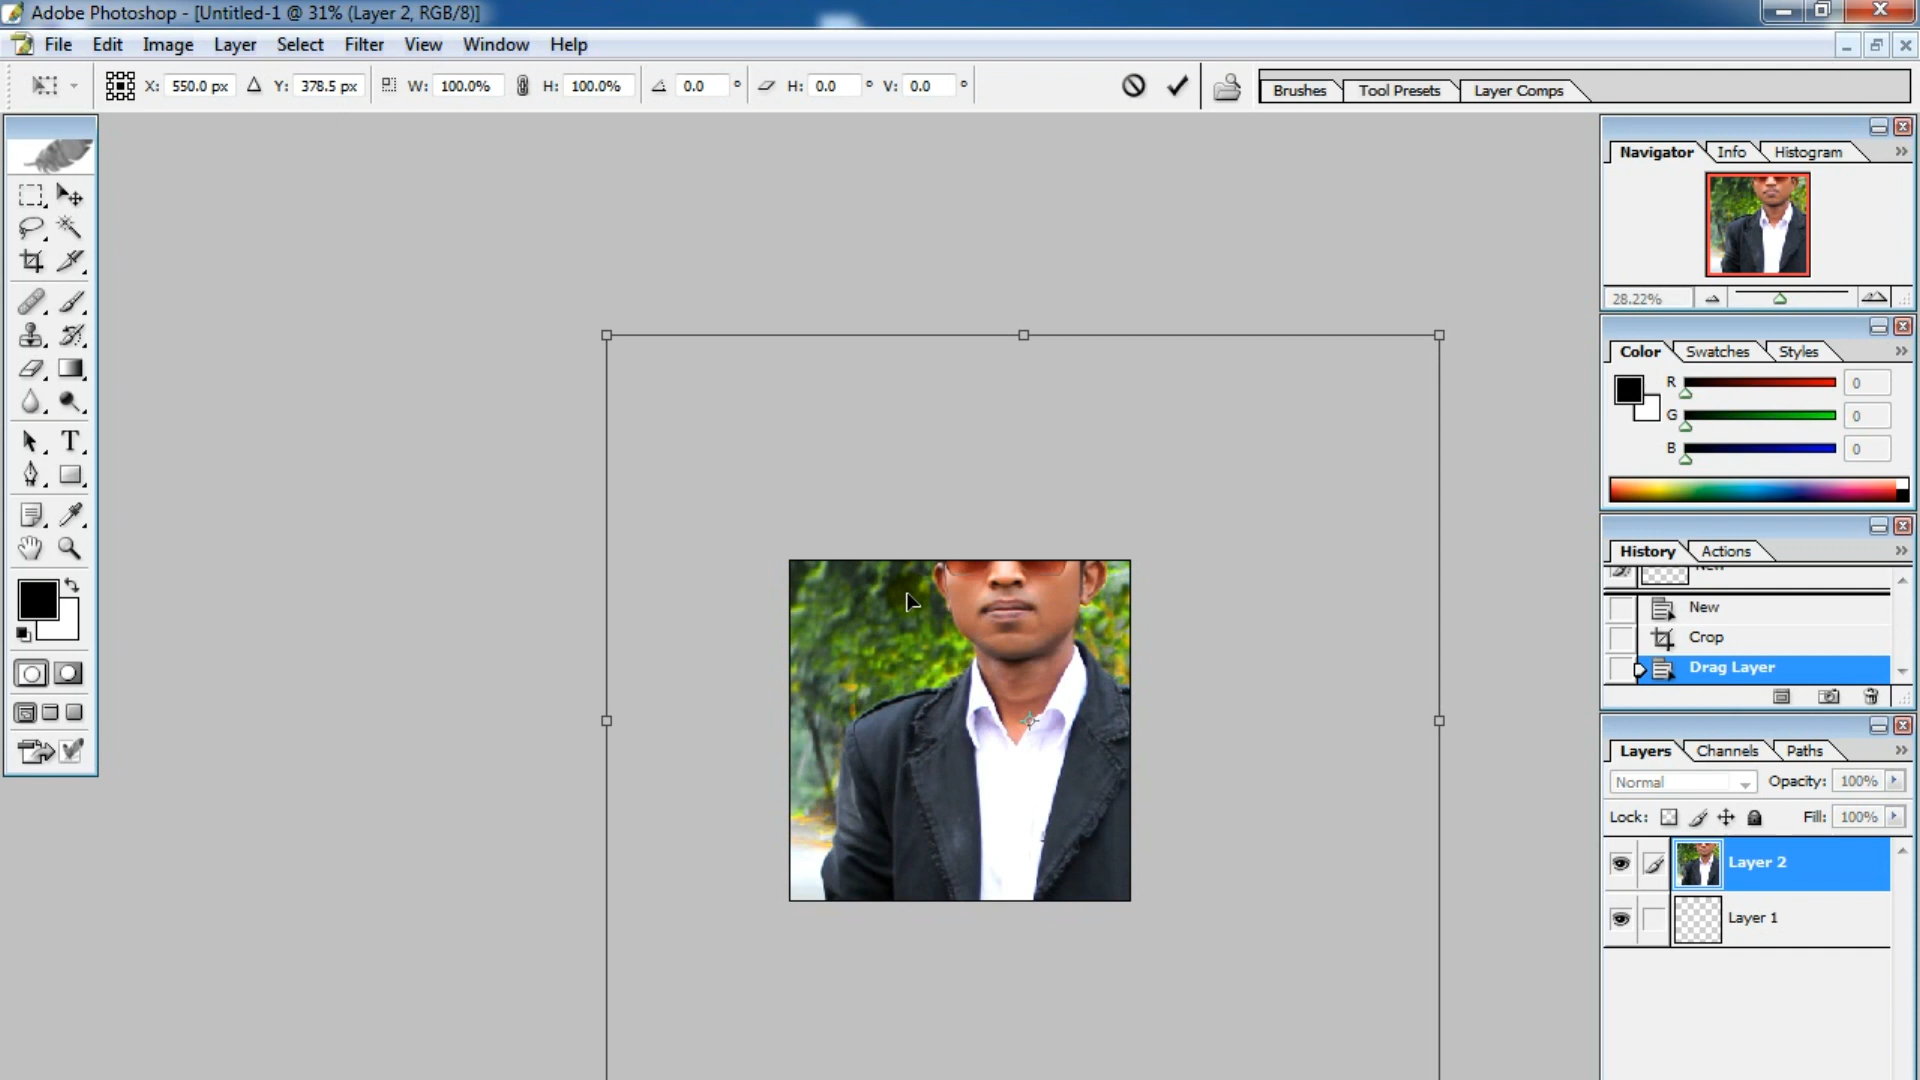 Adobe Photoshop - [Untitled-1 @ 31% (Layer 2, RGB/8)]
File Edit Image Layer Select Filter View Window Help
X: 550.0 px Y: 378.5 px W: 100.0% H: 100.0% 0.0 ° H: 0.0 ° V: 0.0 °
Brushes Tool Presets Layer Comps
Navigator Info Histogram
28.22%
Color Swatches Styles
R 0
G 0
B 0
History Actions
New
New
Crop
Drag Layer
Layers Channels Paths
Normal Opacity: 100%
Lock: Fill: 100%
Layer 2
Layer 1
T